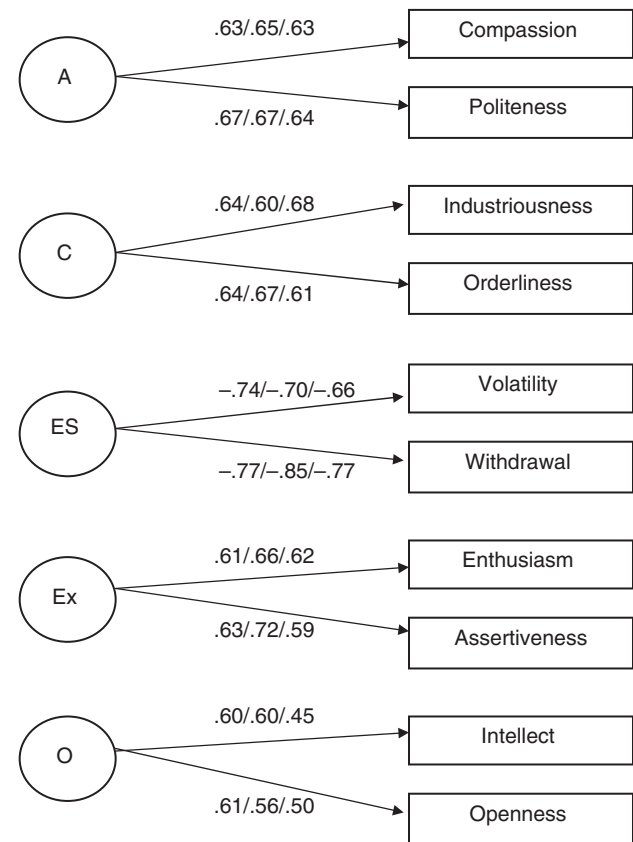 .63/.65/.63
Compassion
A
.67/.67/.64
Politeness
.64/.60/.68
Industriousness
C
.64/.67/.61
Orderliness
–.74/–.70/–.66
Volatility
ES
–.77/–.85/–.77
Withdrawal
.61/.66/.62
Enthusiasm
Ex
.63/.72/.59
Assertiveness
.60/.60/.45
Intellect
O
.61/.56/.50
Openness